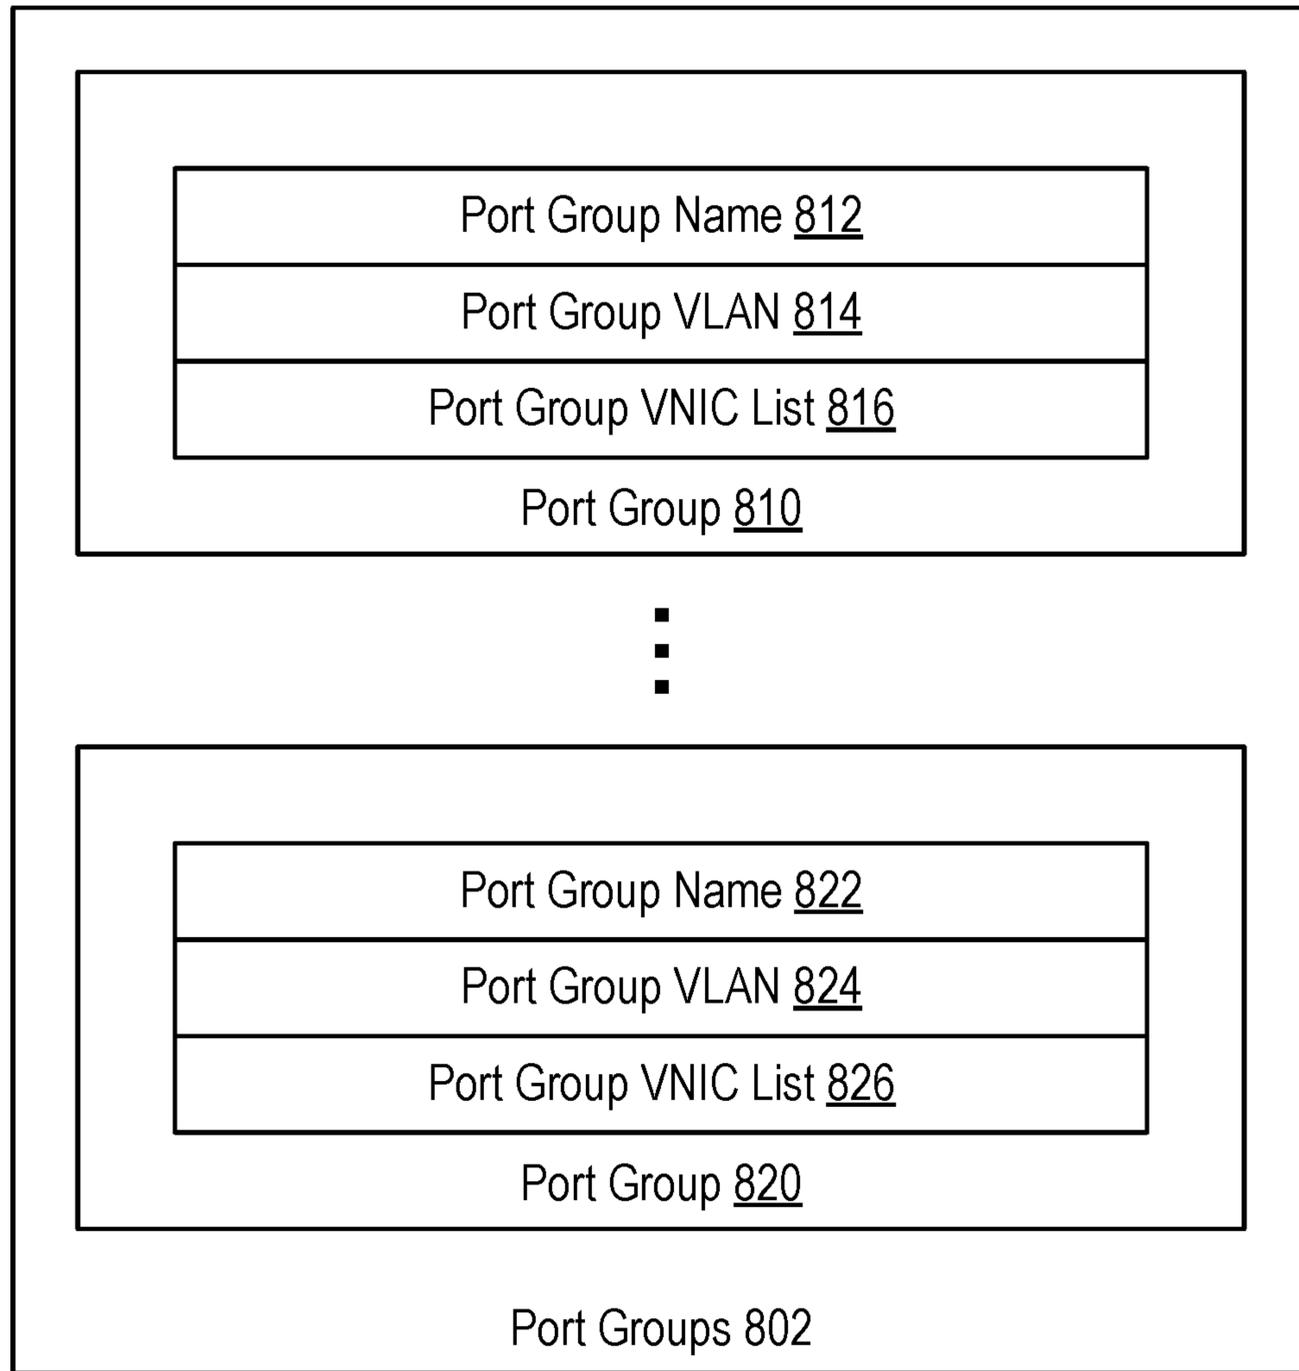 Port Group Name 812
Port Group VLAN 814
Port Group VNIC List 816
Port Group 810
Port Group Name 822
Port Group VLAN 824
Port Group VNIC List 826
Port Group 820
Port Groups 802